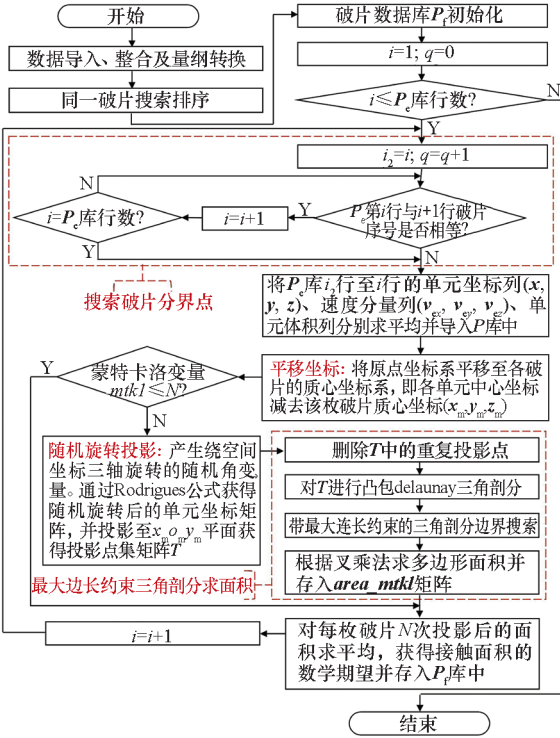 开始
数据导入、整合及量纲转换
同一破片搜索排序
破片数据库Pf初始化
i=1; q=0
i≤Pe库行数?
N
Y
i2=i; q=q+1
N
i=Pe库行数?
i=i+1
Y
Pe第i行与i+1行破片
序号是否相等?
Y
N
搜索破片分界点
将Pe库i2行至i行的单元坐标列(x,
y, z)、速度分量列(vex, vey, vez)、单
元体积列分别求平均并导入P库中
Y
蒙特卡洛变量
mtkl≤N?
N
平移坐标: 将原点坐标系平移至各破
片的质心坐标系，即各单元中心坐标
减去该枚破片质心坐标(xm,ym,zm)
随机旋转投影: 产生绕空间
坐标三轴旋转的随机角变
量。通过Rodrigues公式获得
随机旋转后的单元坐标矩
阵，并投影至xmomym平面获
得投影点集矩阵T
删除T中的重复投影点
对T进行凸包delaunay三角剖分
带最大连长约束的三角剖分边界搜索
根据叉乘法求多边形面积并
存入area_mtkl矩阵
最大边长约束三角剖分求面积
i=i+1
对每枚破片N次投影后的面
积求平均，获得接触面积的
数学期望并存入Pf库中
结束